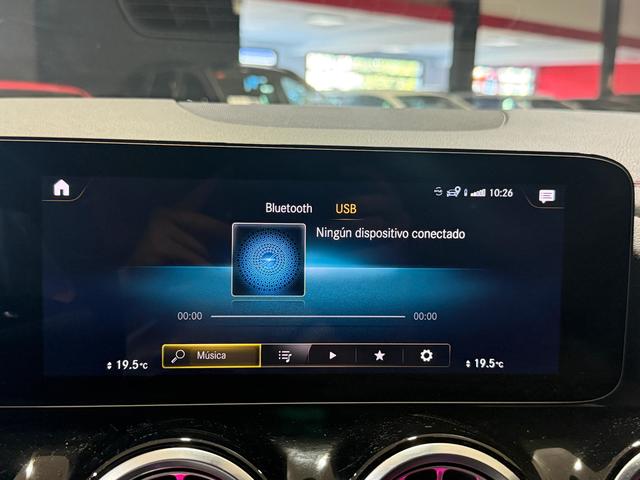 10:26
Bluetooth USB
Ningún dispositivo conectado
00:00 00:00
Música
19.5°C 19.5°C